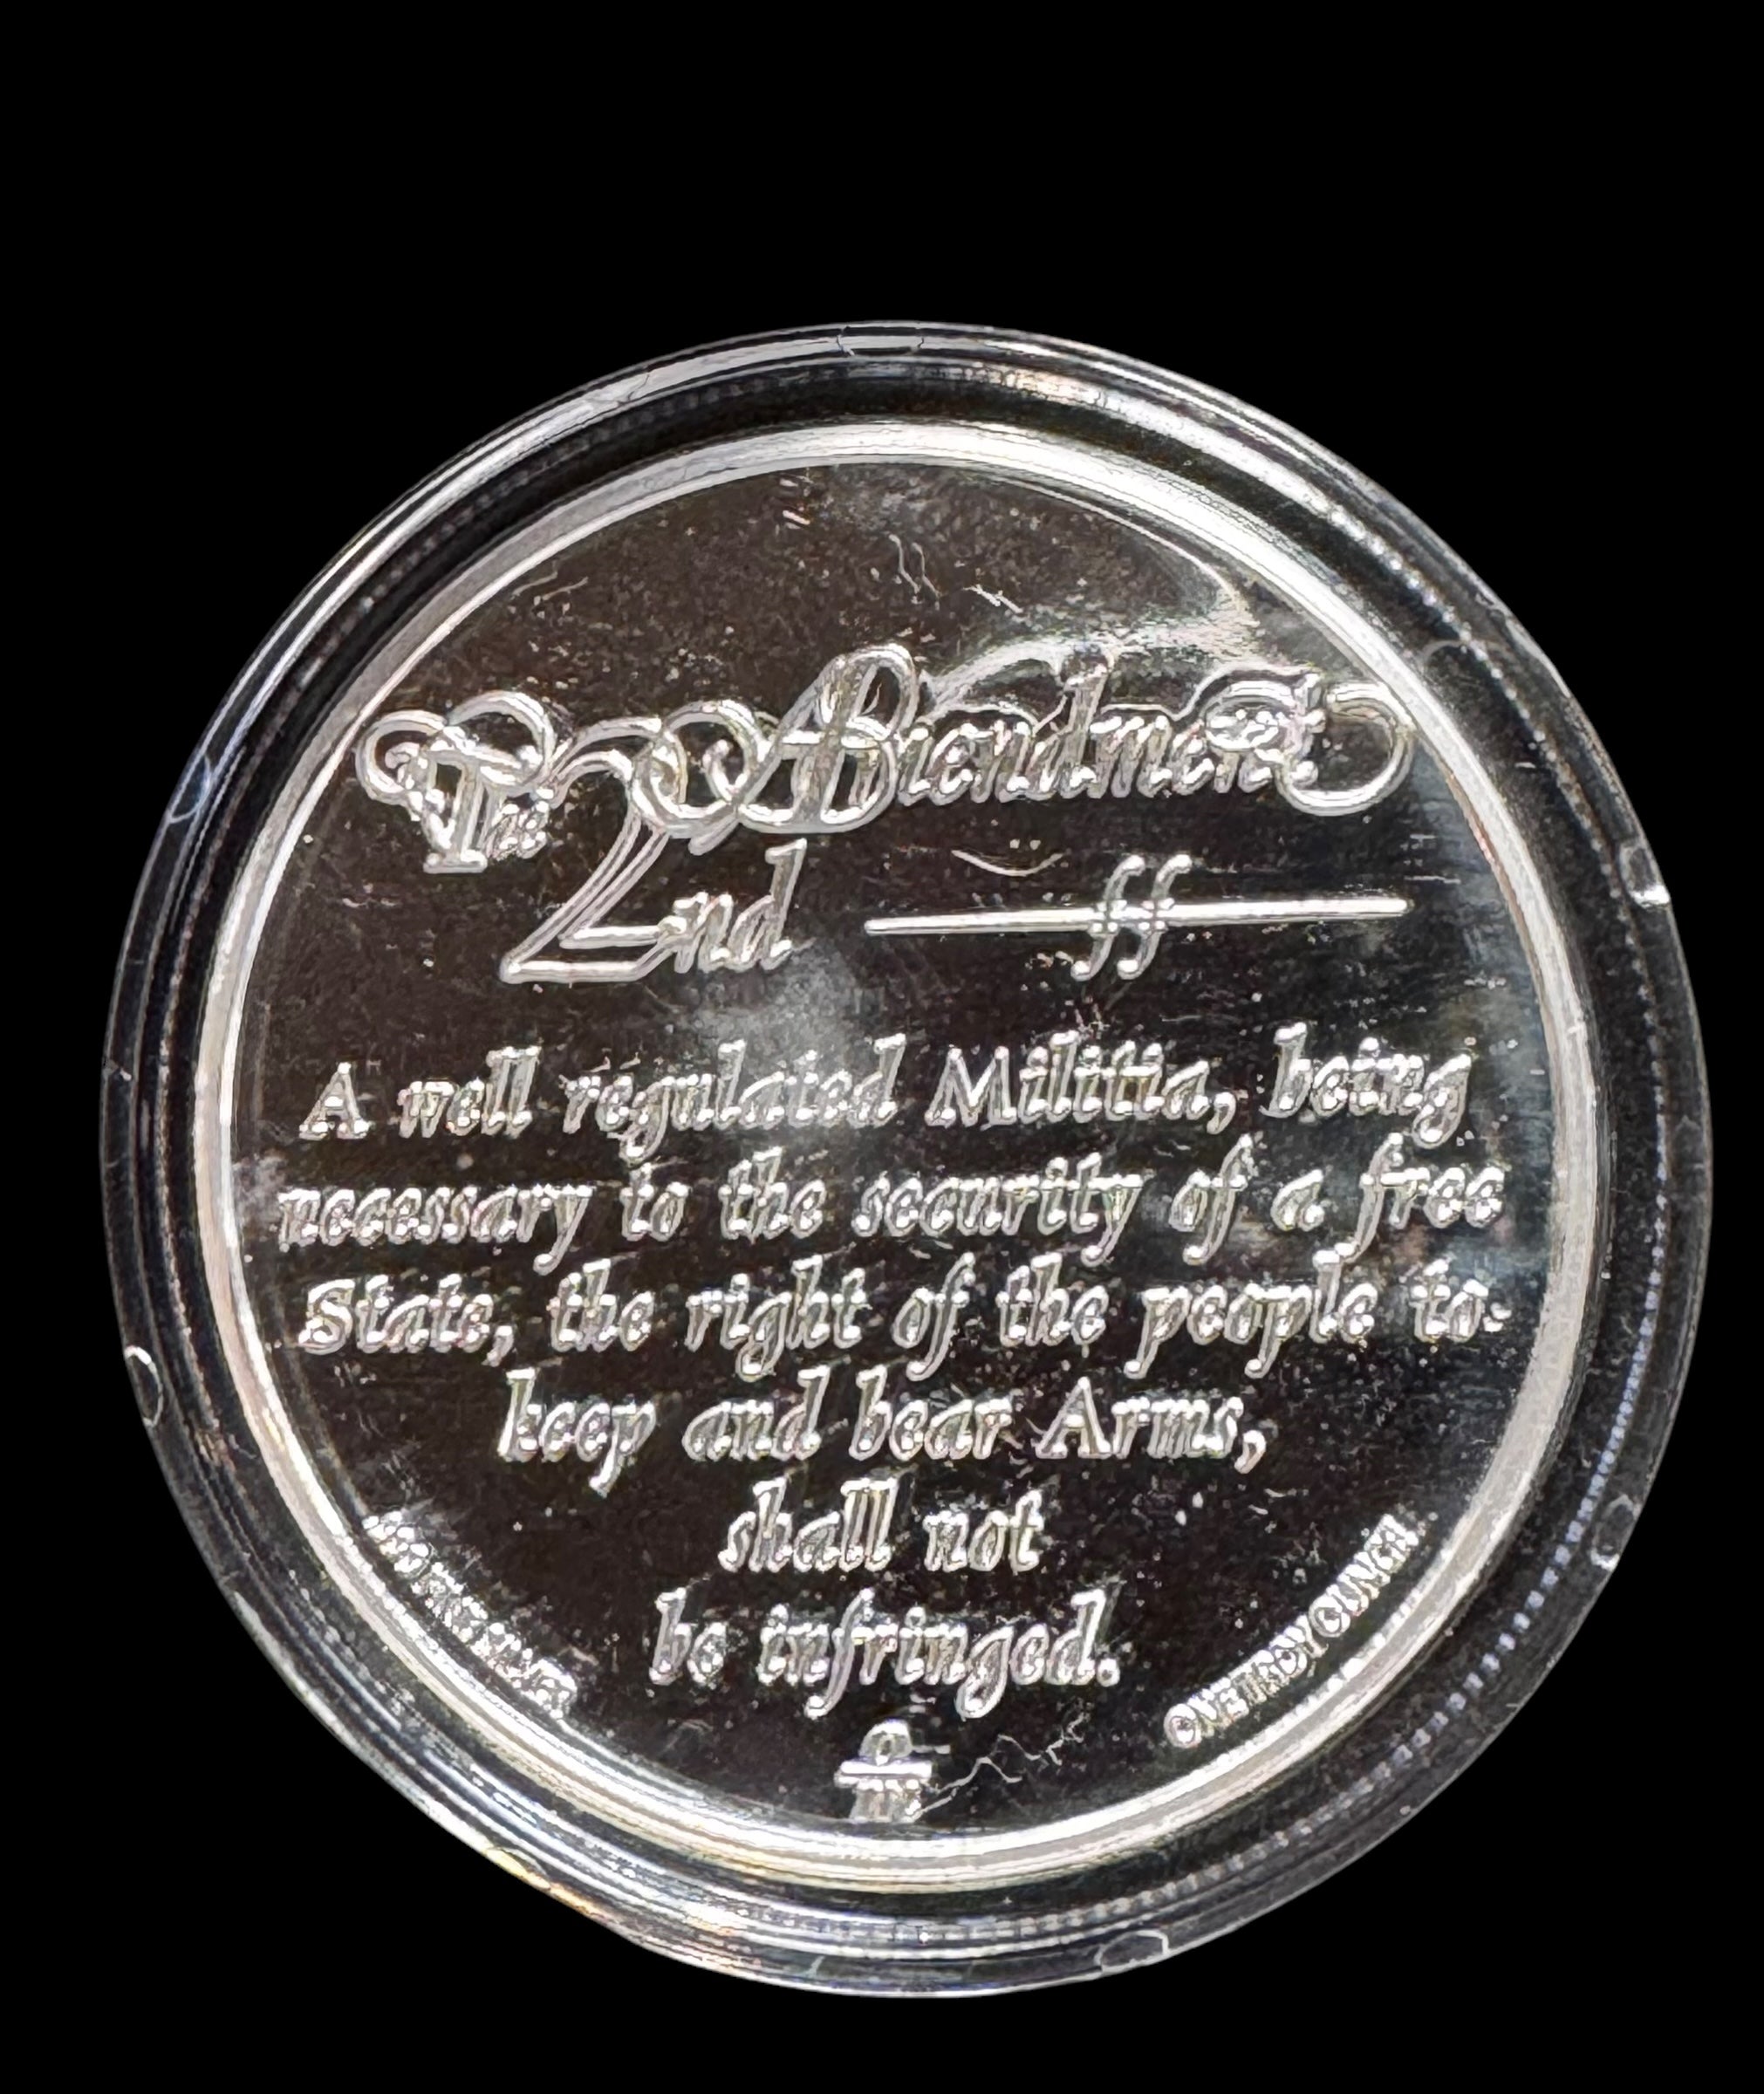 The 2nd Amendment
ff
A well regulated Militia, being
necessary to the security of a free
State, the right of the people to
keep and bear Arms,
shall not
be infringed.
ONE TROY OUNCE